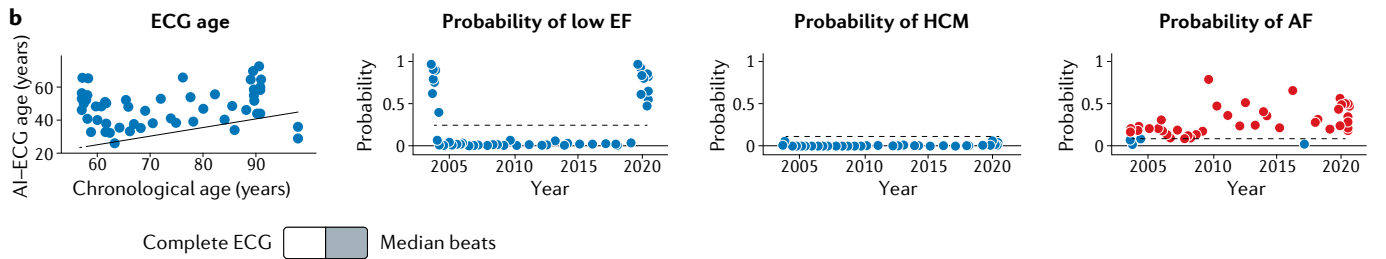 b
ECG age
AI–ECG age (years)
60
40
20
60
70
80
90
Chronological age (years)
Probability of low EF
Probability
1
0.5
0
2005
2010
2015
2020
Year
Probability of HCM
Probability
1
0.5
0
2005
2010
2015
2020
Year
Probability of AF
Probability
1
0.5
0
2005
2010
2015
2020
Year
Complete ECG
Median beats